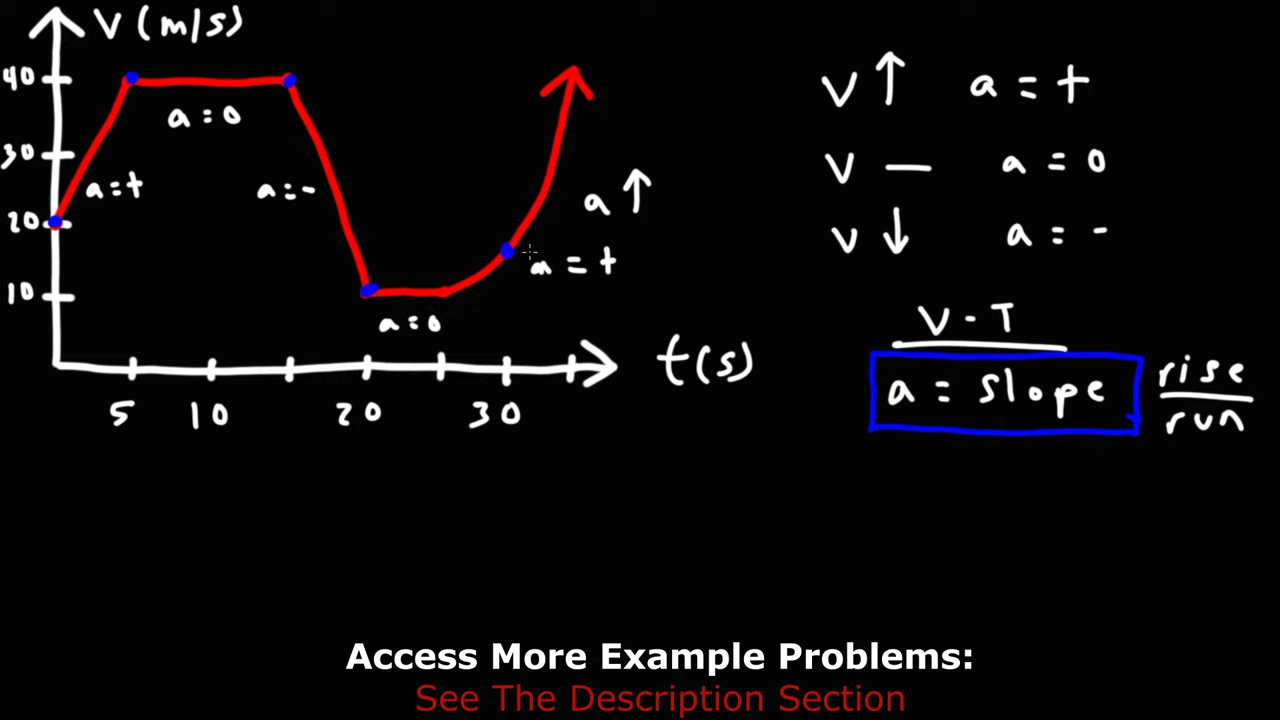 V (m/s)
40
30
20
10
a = 0
a = +
a = -
a = 0
a ↑
a = +
5 10 20 30
t(s)
V ↑ a = +
V — a = 0
V ↓ a = -
V - T
a = slope
rise
run
Access More Example Problems:
See The Description Section